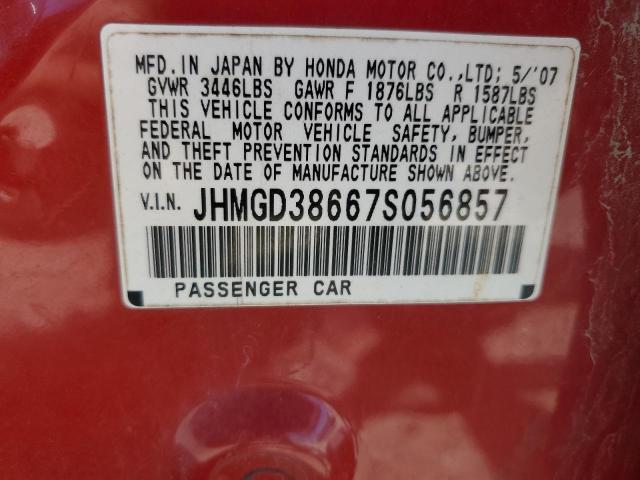 MFD.IN JAPAN BY HONDA MOTOR CO.,LTD; 5/'07
GVWR 3446LBS GAWR F 1876LBS R 1587LBS
THIS VEHICLE CONFORMS TO ALL APPLICABLE
FEDERAL MOTOR VEHICLE SAFETY, BUMPER,
AND THEFT PREVENTION STANDARDS IN EFFECT
ON THE DATE OF MANUFACTURE SHOWN ABOVE.
V.I.N. JHMGD38667S056857
PASSENGER CAR